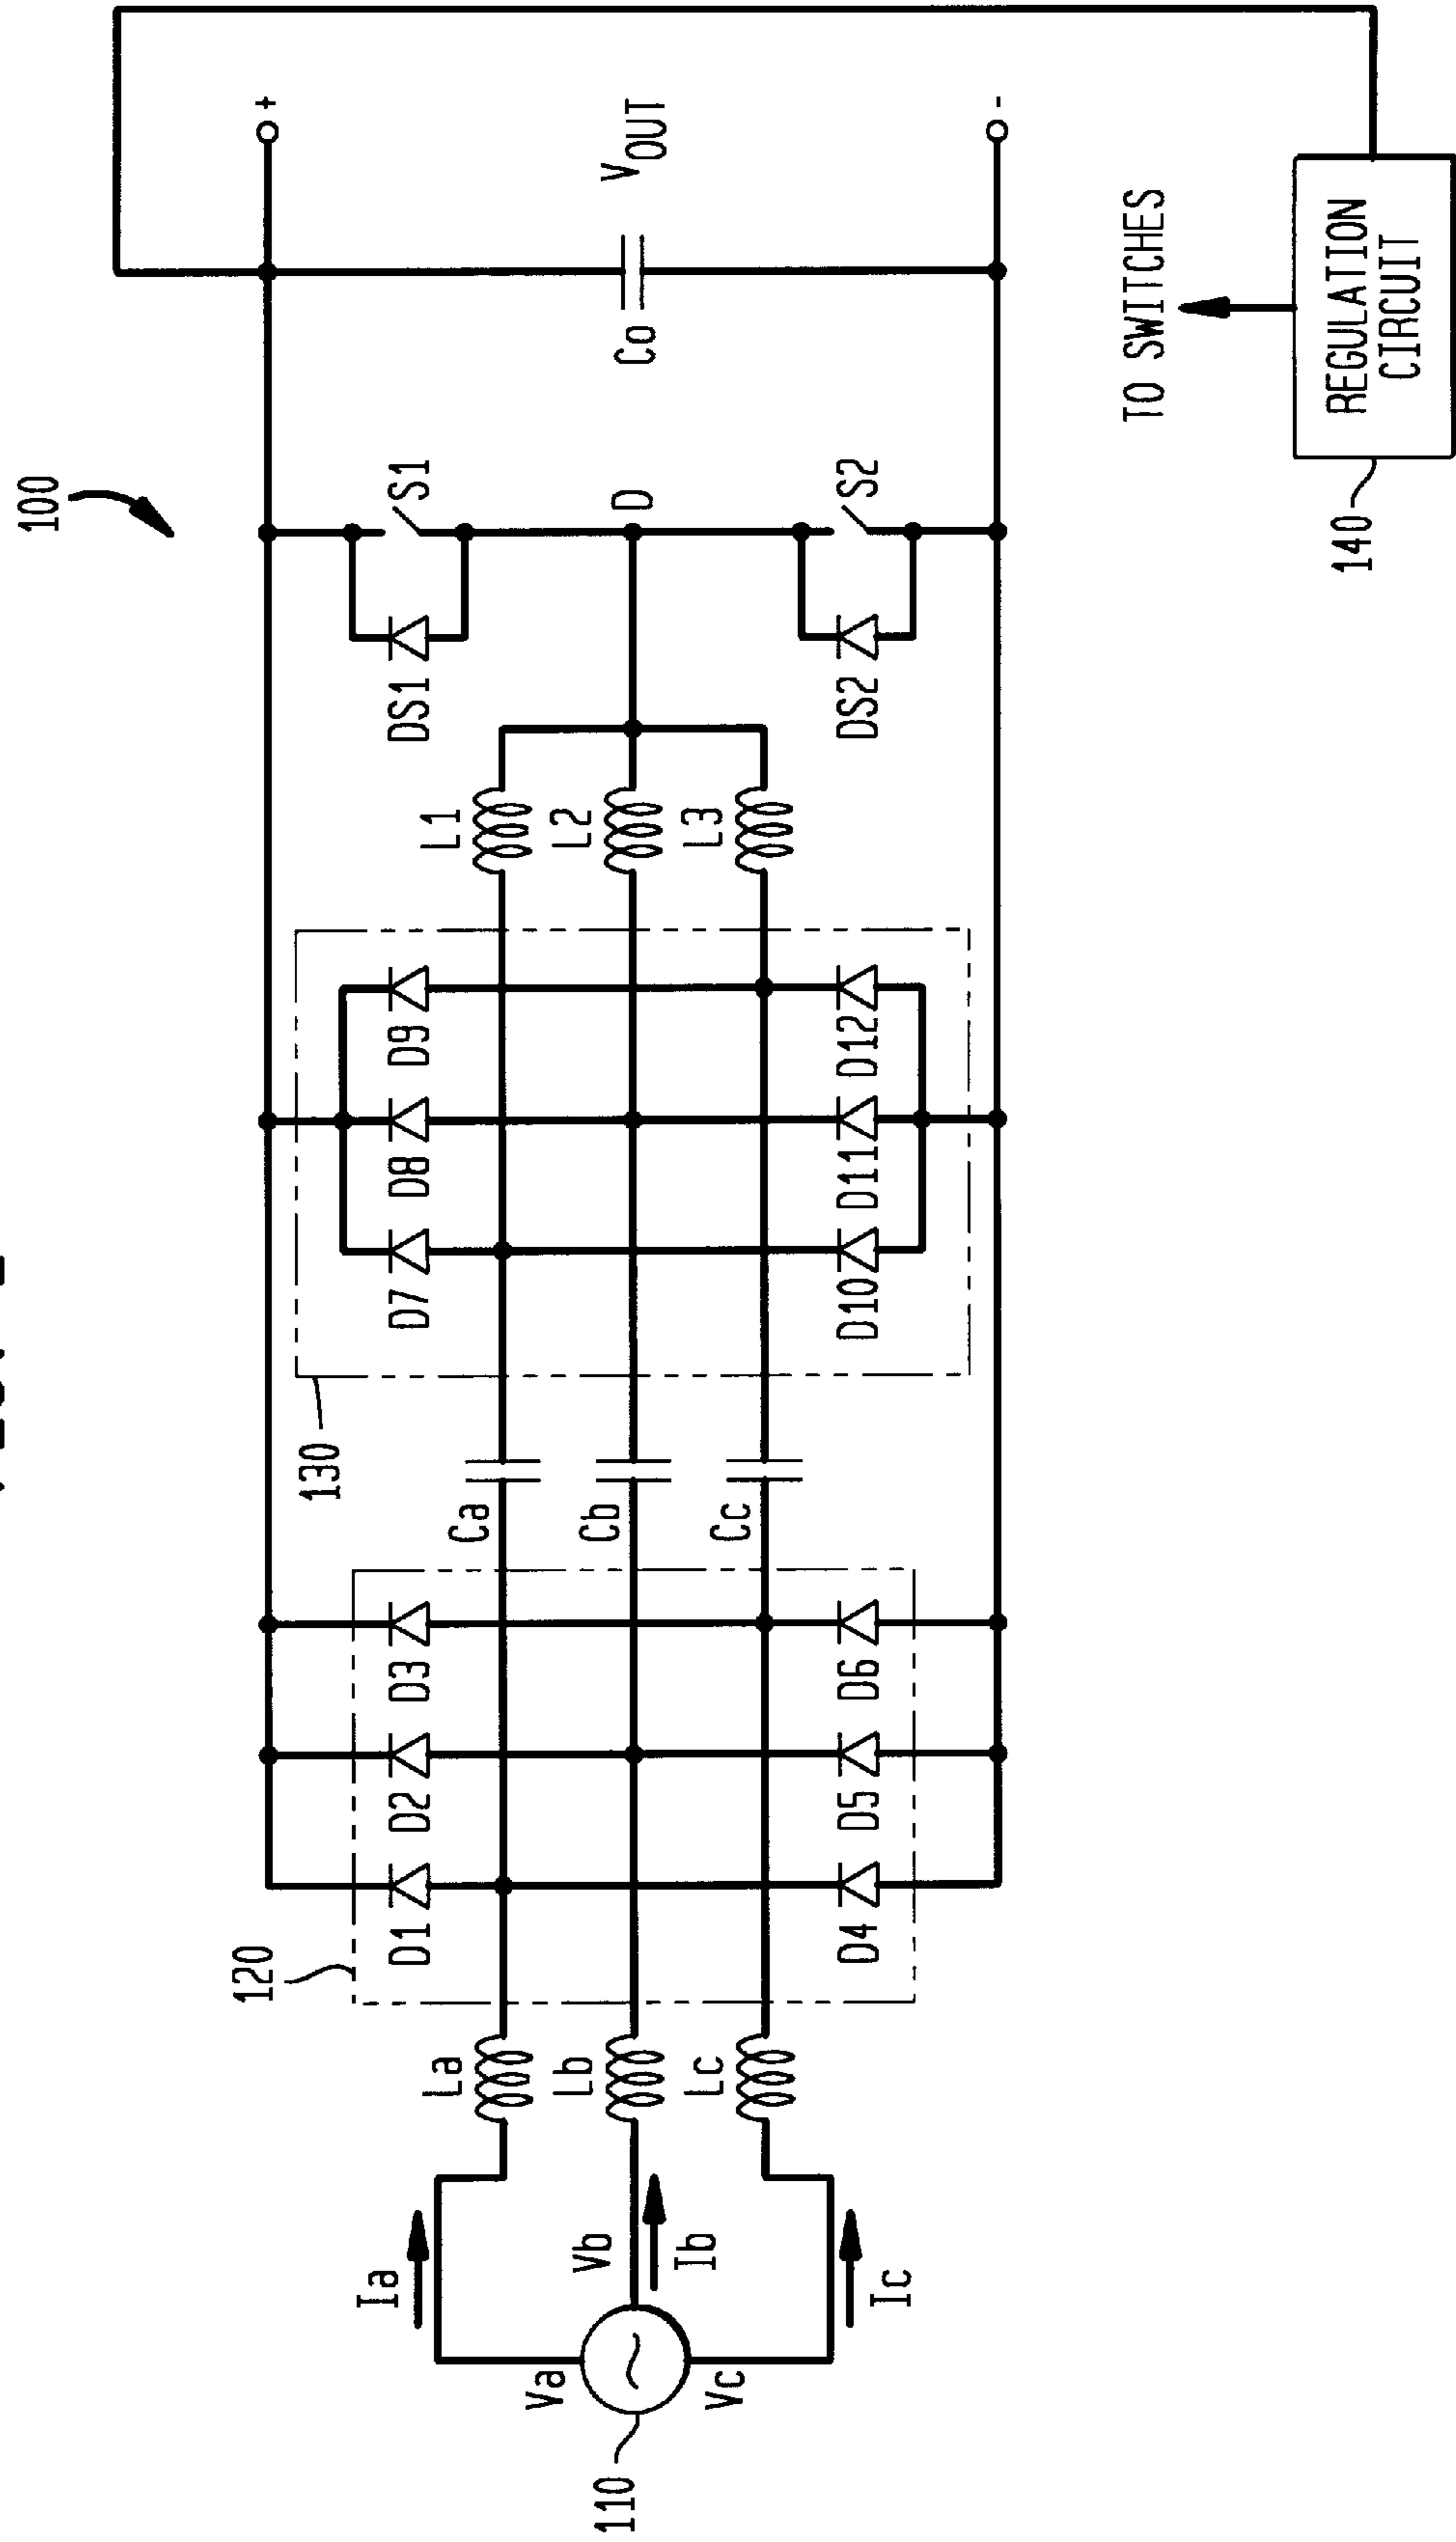 100
110
Va
Vb
Vc
Ia
Ib
Ic
La
Lb
Lc
120
D1
D2
D3
D4
D5
D6
Ca
Cb
Cc
130
D7
D8
D9
D10
D11
D12
L1
L2
L3
DS1
S1
D
DS2
S2
Co
VOUT
+
-
TO SWITCHES
REGULATION
CIRCUIT
140